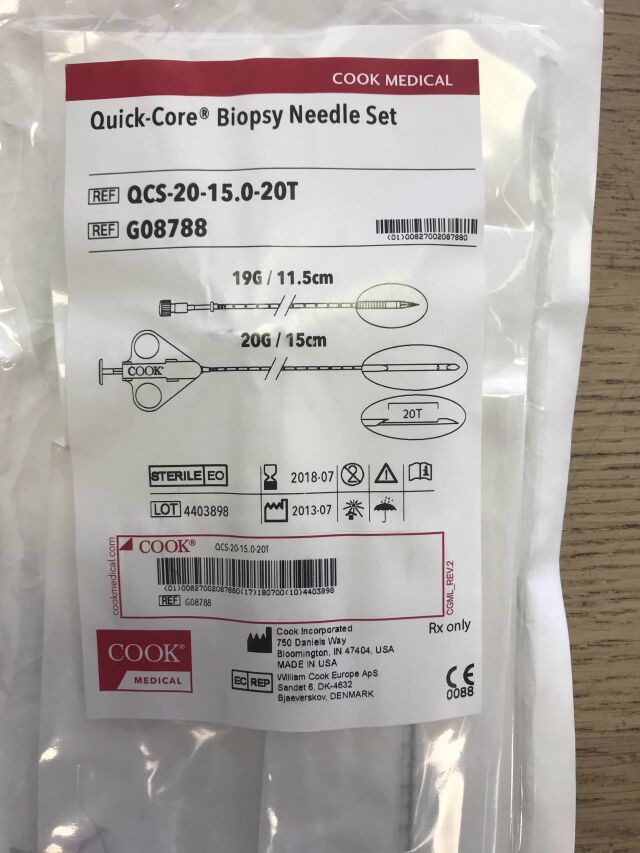 COOK MEDICAL
Quick-Core® Biopsy Needle Set
REF QCS-20-15.0-20T
REF G08788
(01)00827002087880
19G / 11.5cm
20G / 15cm
COOK®
20T
STERILE EO 2018-07
LOT 4403898 2013-07
cookmedical.com
COOK® QCS-20-15.0-20T
(01)00827002087880(17)180700(10)4403898
REF G08788
CGML_REV.2
COOK®
MEDICAL
Cook Incorporated
750 Daniels Way
Bloomington, IN 47404, USA
MADE IN USA
EC REP William Cook Europe ApS
Sandet 6, DK-4632
Bjaeverskov, DENMARK
Rx only
CE
0088